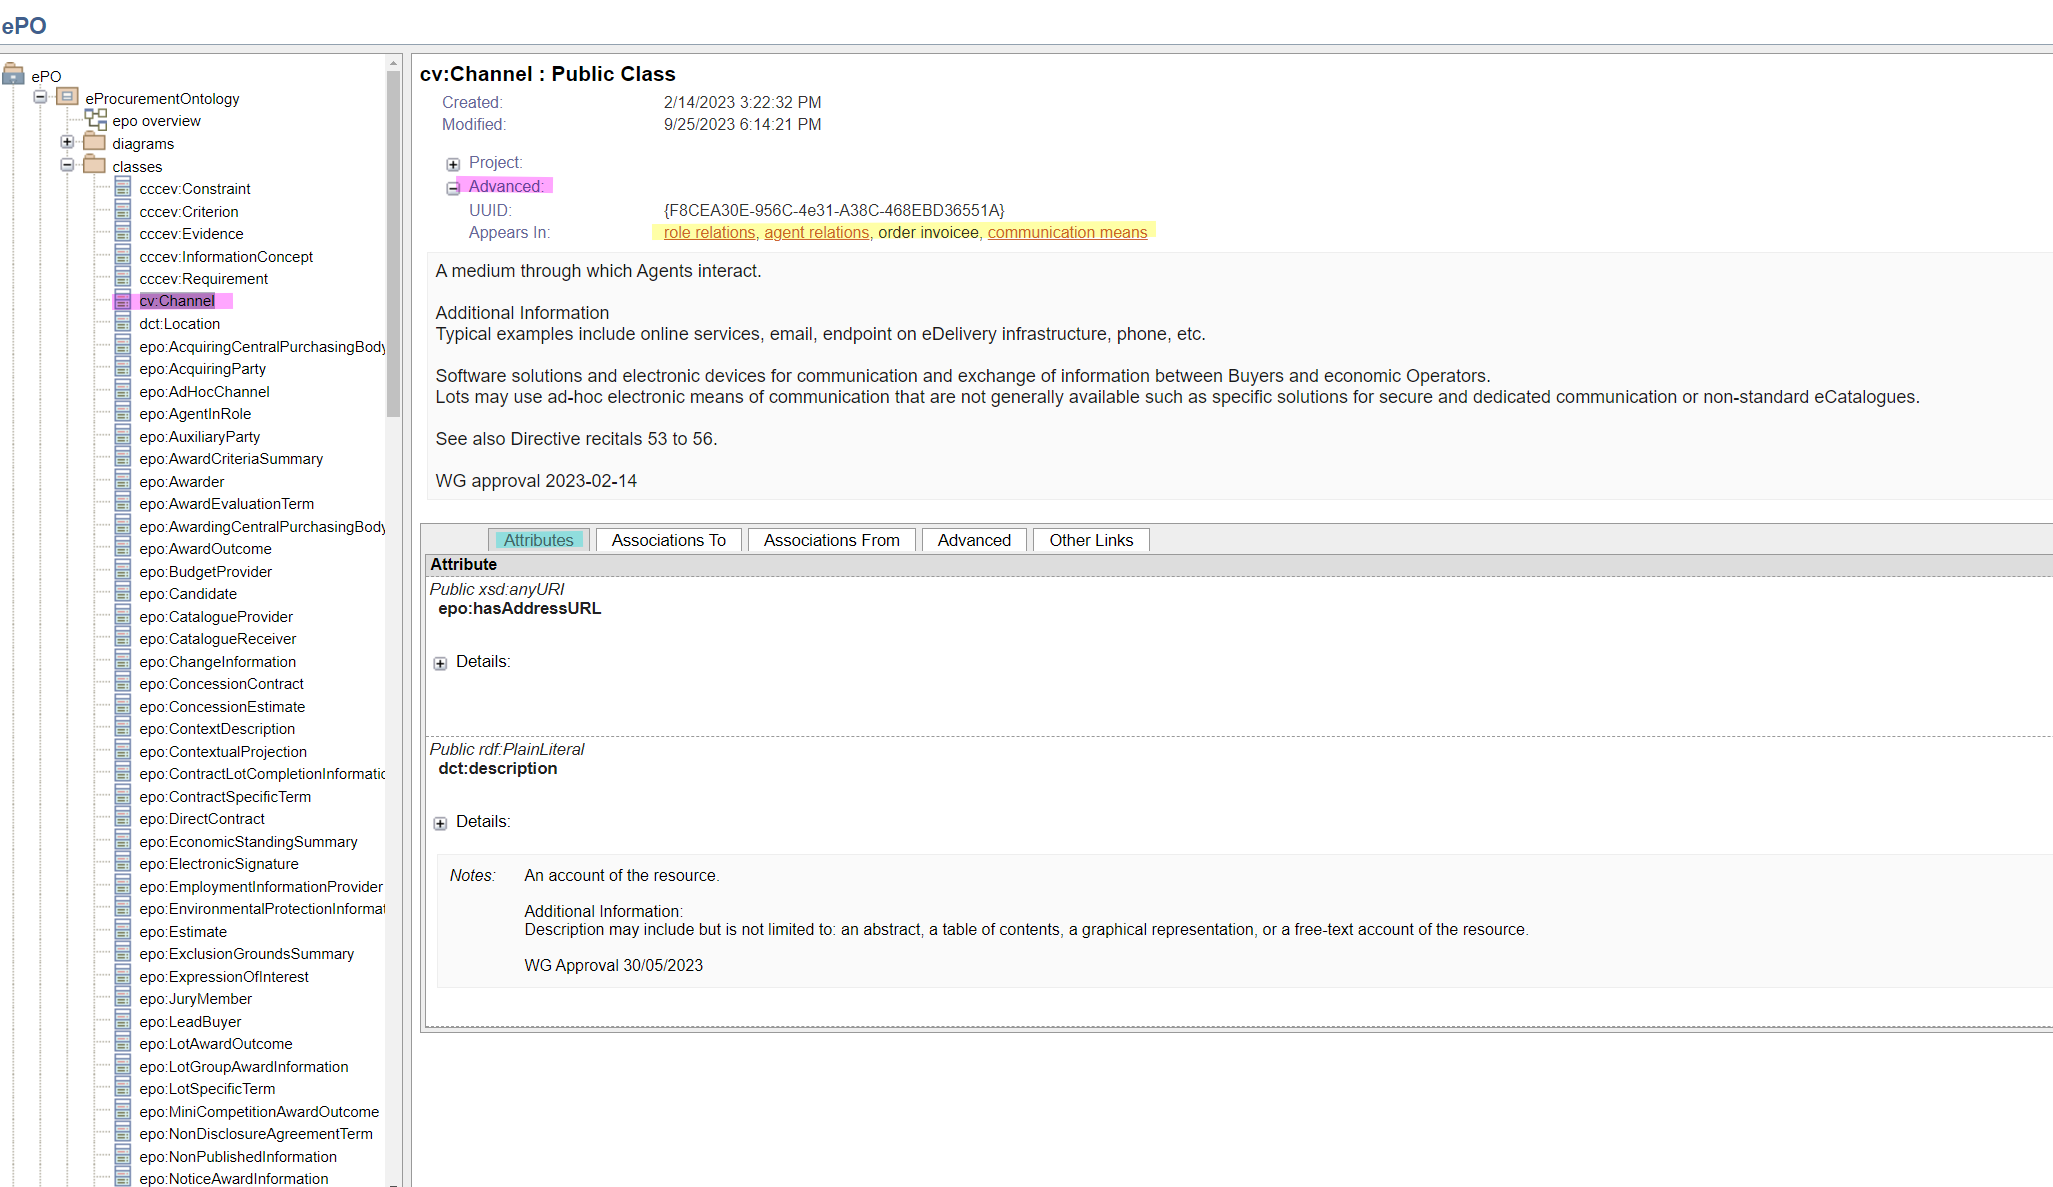 ePO
ePO
eProcurementOntology
epo overview
diagrams
classes
cccev:Constraint
cccev:Criterion
cccev:Evidence
cccev:InformationConcept
cccev:Requirement
cv:Channel
dct:Location
epo:AcquiringCentralPurchasingBody
epo:AcquiringParty
epo:AdHocChannel
epo:AgentInRole
epo:AuxiliaryParty
epo:AwardCriteriaSummary
epo:Awarder
epo:AwardEvaluationTerm
epo:AwardingCentralPurchasingBody
epo:AwardOutcome
epo:BudgetProvider
epo:Candidate
epo:CatalogueProvider
epo:CatalogueReceiver
epo:ChangeInformation
epo:ConcessionContract
epo:ConcessionEstimate
epo:ContextDescription
epo:ContextualProjection
epo:ContractLotCompletionInformatic
epo:ContractSpecificTerm
epo:DirectContract
epo:EconomicStandingSummary
epo:ElectronicSignature
epo:EmploymentInformationProvider
epo:EnvironmentalProtectionInformat
epo:Estimate
epo:ExclusionGroundsSummary
epo:ExpressionOfInterest
epo:JuryMember
epo:LeadBuyer
epo:LotAwardOutcome
epo:LotGroupAwardInformation
epo:LotSpecificTerm
epo:MiniCompetitionAwardOutcome
epo:NonDisclosureAgreementTerm
epo:NonPublishedInformation
epo:NoticeAwardInformation
cv:Channel : Public Class
Created: 2/14/2023 3:22:32 PM
Modified: 9/25/2023 6:14:21 PM
Project:
Advanced:
UUID: {F8CEA30E-956C-4e31-A38C-468EBD36551A}
Appears In: role relations, agent relations, order invoicee, communication means
A medium through which Agents interact.
Additional Information
Typical examples include online services, email, endpoint on eDelivery infrastructure, phone, etc.
Software solutions and electronic devices for communication and exchange of information between Buyers and economic Operators.
Lots may use ad-hoc electronic means of communication that are not generally available such as specific solutions for secure and dedicated communication or non-standard eCatalogues.
See also Directive recitals 53 to 56.
WG approval 2023-02-14
Attributes Associations To Associations From Advanced Other Links
Attribute
Public xsd:anyURI
epo:hasAddressURL
Details:
Public rdf:PlainLiteral
dct:description
Details:
Notes: An account of the resource.
Additional Information:
Description may include but is not limited to: an abstract, a table of contents, a graphical representation, or a free-text account of the resource.
WG Approval 30/05/2023